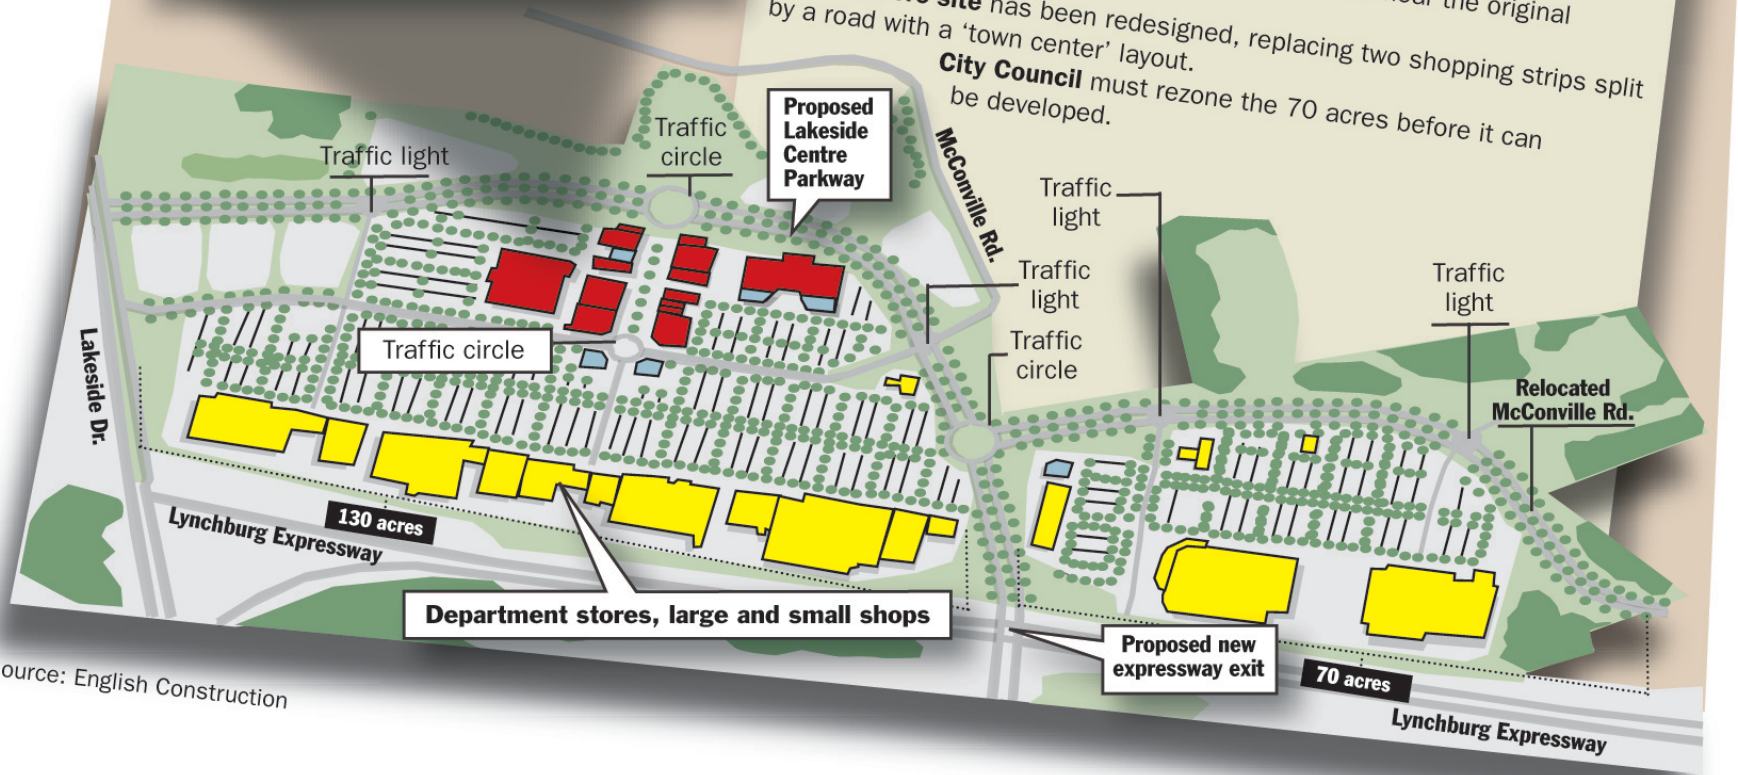 near the original
site has been redesigned, replacing two shopping strips split
by a road with a ‘town center’ layout.
City Council must rezone the 70 acres before it can
be developed.
Traffic light
Traffic
circle
Proposed
Lakeside
Centre
Parkway
McConville Rd.
Traffic
light
Traffic
light
Traffic
circle
Traffic
light
Relocated
McConville Rd.
Traffic circle
Lakeside Dr.
130 acres
Lynchburg Expressway
Department stores, large and small shops
Proposed new
expressway exit
70 acres
Lynchburg Expressway
ource: English Construction